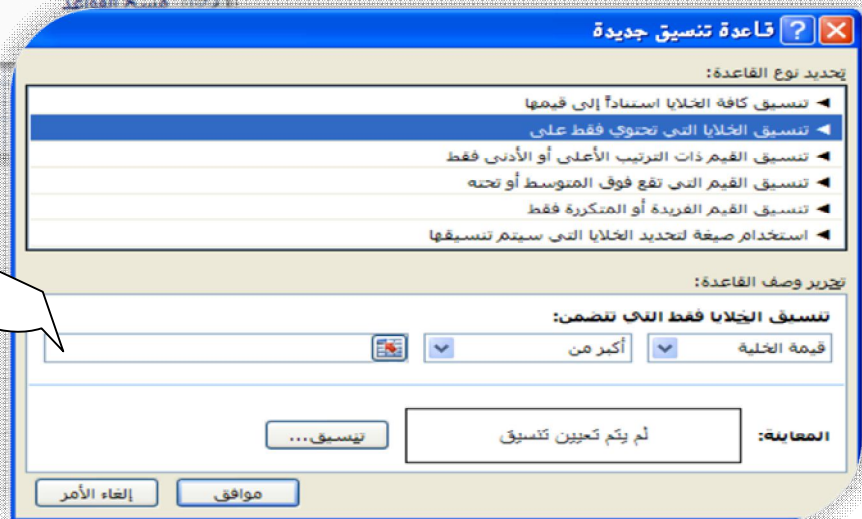 مسح القواعد
قاعدة تنسيق جديدة
تحديد نوع القاعدة:
◄ تنسيق كافة الخلايا استناداً إلى قيمها
◄ تنسيق الخلايا التي تحتوي فقط على
◄ تنسيق القيم ذات الترتيب الأعلى أو الأدنى فقط
◄ تنسيق القيم التي تقع فوق المتوسط أو تحته
◄ تنسيق القيم الفريدة أو المتكررة فقط
◄ استخدام صيغة لتحديد الخلايا التي سيتم تنسيقها
تحرير وصف القاعدة:
تنسيق الخلايا فقط التي تتضمن:
قيمة الخلية أكبر من
المعاينة: لم يتم تعيين تنسيق تنسيق...
موافق إلغاء الأمر